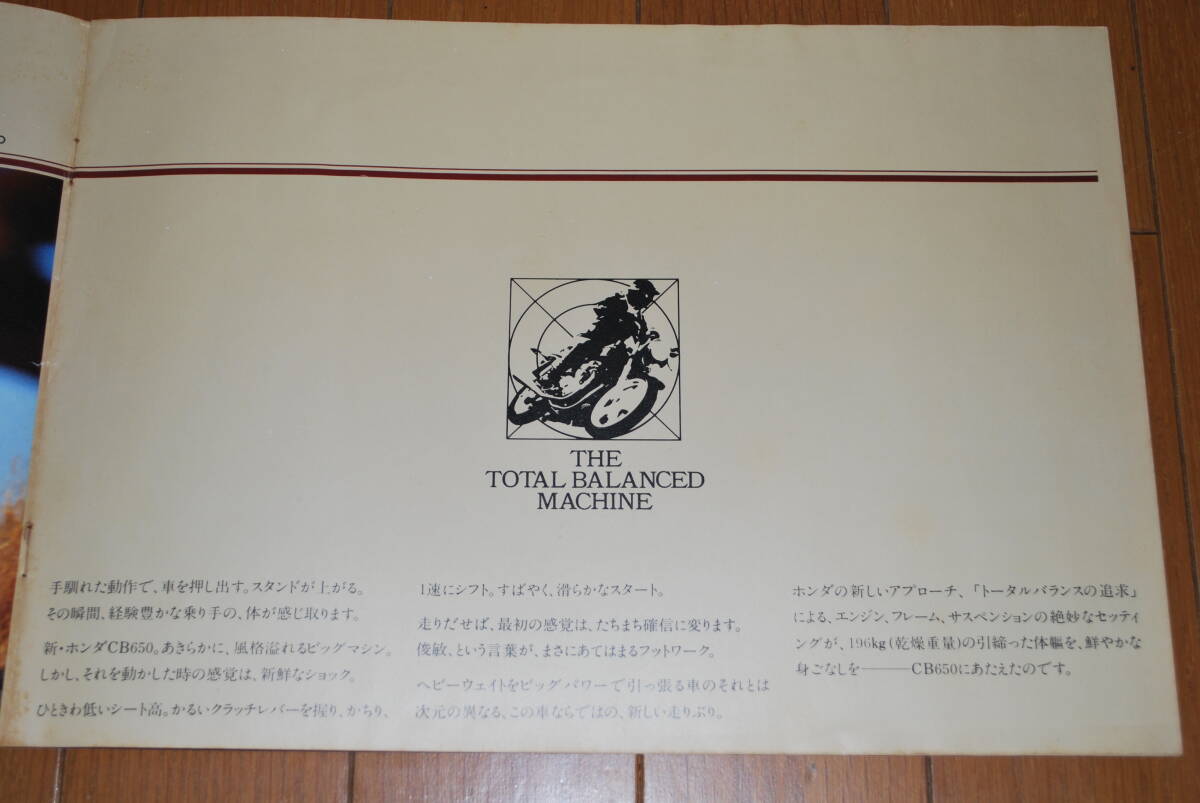 THE
TOTAL BALANCED
MACHINE
手馴れた動作で、車を押し出す。スタンドが上がる。
その瞬間、経験豊かな乗り手の、体が感じ取ります。
新・ホンダCB650。あきらかに、風格溢れるビッグマシン。
しかし、それを動かした時の感覚は、新鮮なショック。
ひときわ低いシート高。かるいクラッチレバーを握り、かちり、
1速にシフト。すばやく、滑らかなスタート。
走りだせば、最初の感覚は、たちまち確信に変ります。
俊敏、という言葉が、まさにあてはまるフットワーク。
ヘビーウェイトをビッグパワーで引っ張る車のそれとは
次元の異なる、この車ならではの、新しい走りぶり。
ホンダの新しいアプローチ、「トータルバランスの追求」
による、エンジン、フレーム、サスペンションの絶妙なセッティ
ングが、196kg(乾燥重量)の引締った体軀を、鮮やかな
身ごなしを———CB650にあたえたのです。